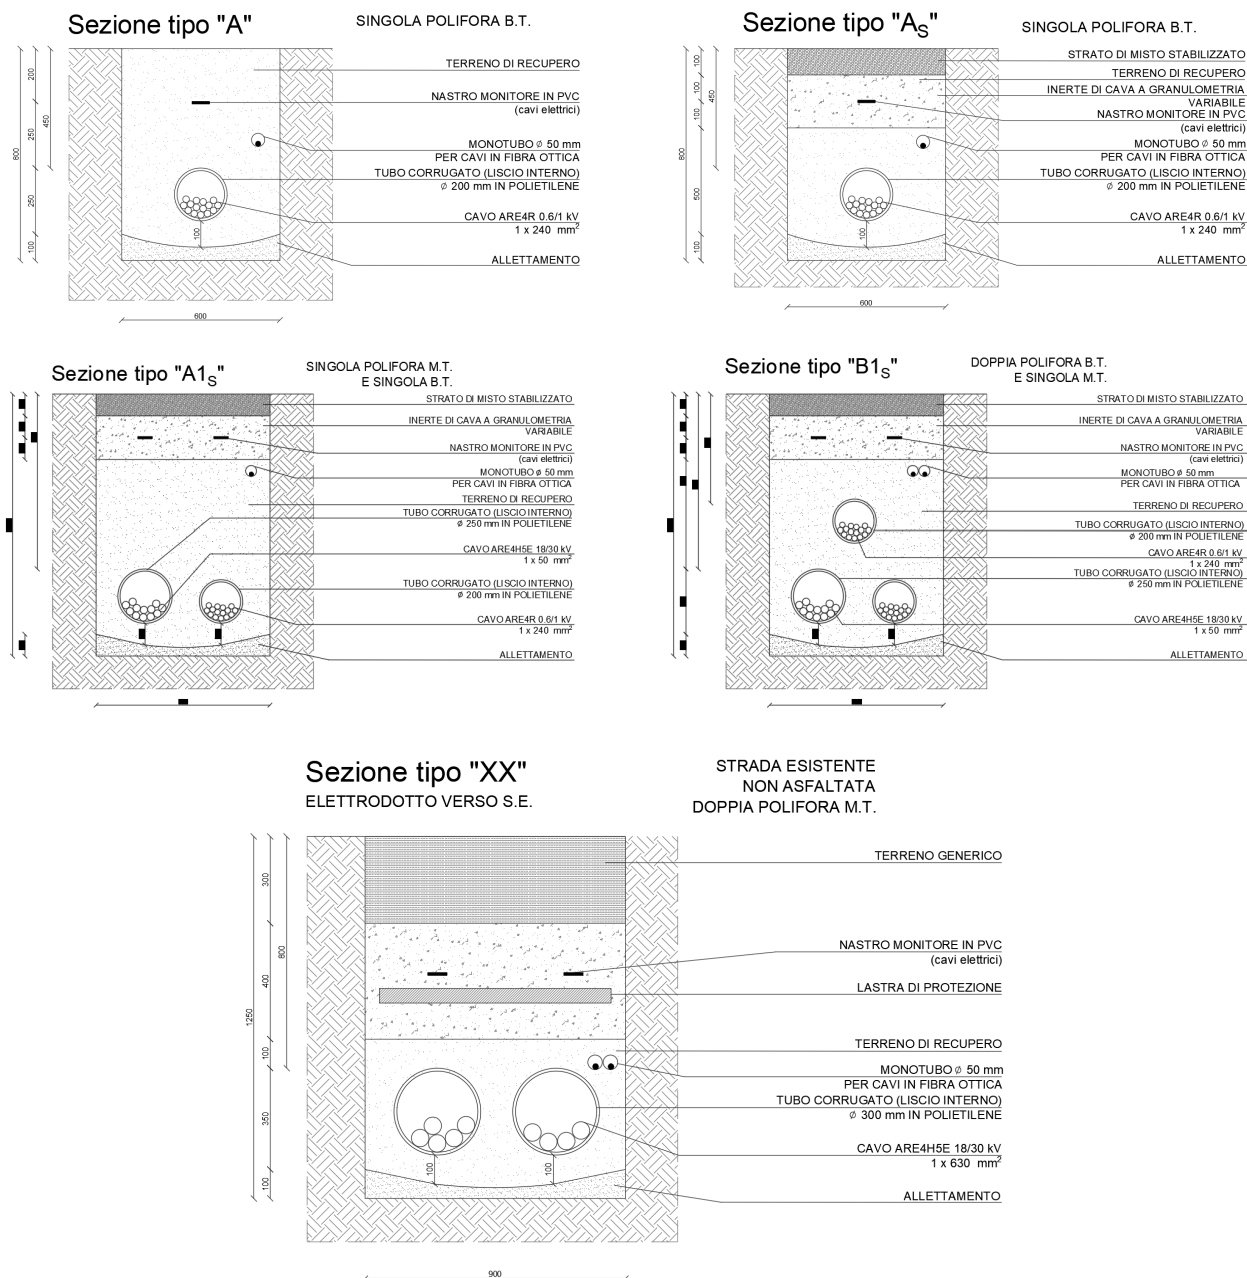 Sezione tipo "A"
SINGOLA POLIFORA B.T.
TERRENO DI RECUPERO
NASTRO MONITORE IN PVC
(cavi elettrici)
MONOTUBO ⌀ 50 mm
PER CAVI IN FIBRA OTTICA
TUBO CORRUGATO (LISCIO INTERNO)
⌀ 200 mm IN POLIETILENE
CAVO ARE4R 0.6/1 kV
1 x 240 mm²
ALLETTAMENTO
800
200
250
250
100
450
100
600
Sezione tipo "AS"
SINGOLA POLIFORA B.T.
STRATO DI MISTO STABILIZZATO
TERRENO DI RECUPERO
INERTE DI CAVA A GRANULOMETRIA
VARIABILE
NASTRO MONITORE IN PVC
(cavi elettrici)
MONOTUBO ⌀ 50 mm
PER CAVI IN FIBRA OTTICA
TUBO CORRUGATO (LISCIO INTERNO)
⌀ 200 mm IN POLIETILENE
CAVO ARE4R 0.6/1 kV
1 x 240 mm²
ALLETTAMENTO
800
100
100
100
500
100
450
100
600
Sezione tipo "A1S"
SINGOLA POLIFORA M.T.
E SINGOLA B.T.
STRATO DI MISTO STABILIZZATO
INERTE DI CAVA A GRANULOMETRIA
VARIABILE
NASTRO MONITORE IN PVC
(cavi elettrici)
MONOTUBO ø 50 mm
PER CAVI IN FIBRA OTTICA
TERRENO DI RECUPERO
TUBO CORRUGATO (LISCIO INTERNO)
ø 250 mm IN POLIETILENE
CAVO ARE4H5E 18/30 kV
1 x 50 mm²
TUBO CORRUGATO (LISCIO INTERNO)
ø 200 mm IN POLIETILENE
CAVO ARE4R 0.6/1 kV
1 x 240 mm²
ALLETTAMENTO
Sezione tipo "B1S"
DOPPIA POLIFORA B.T.
E SINGOLA M.T.
STRATO DI MISTO STABILIZZATO
INERTE DI CAVA A GRANULOMETRIA
VARIABILE
NASTRO MONITORE IN PVC
(cavi elettrici)
MONOTUBO ø 50 mm
PER CAVI IN FIBRA OTTICA
TERRENO DI RECUPERO
TUBO CORRUGATO (LISCIO INTERNO)
ø 200 mm IN POLIETILENE
CAVO ARE4R 0.6/1 kV
1 x 240 mm²
TUBO CORRUGATO (LISCIO INTERNO)
ø 250 mm IN POLIETILENE
CAVO ARE4H5E 18/30 kV
1 x 50 mm²
ALLETTAMENTO
Sezione tipo "XX"
ELETTRODOTTO VERSO S.E.
STRADA ESISTENTE
NON ASFALTATA
DOPPIA POLIFORA M.T.
TERRENO GENERICO
NASTRO MONITORE IN PVC
(cavi elettrici)
LASTRA DI PROTEZIONE
TERRENO DI RECUPERO
MONOTUBO ⌀ 50 mm
PER CAVI IN FIBRA OTTICA
TUBO CORRUGATO (LISCIO INTERNO)
⌀ 300 mm IN POLIETILENE
CAVO ARE4H5E 18/30 kV
1 x 630 mm²
ALLETTAMENTO
1250
300
400
100
350
100
800
100
100
900